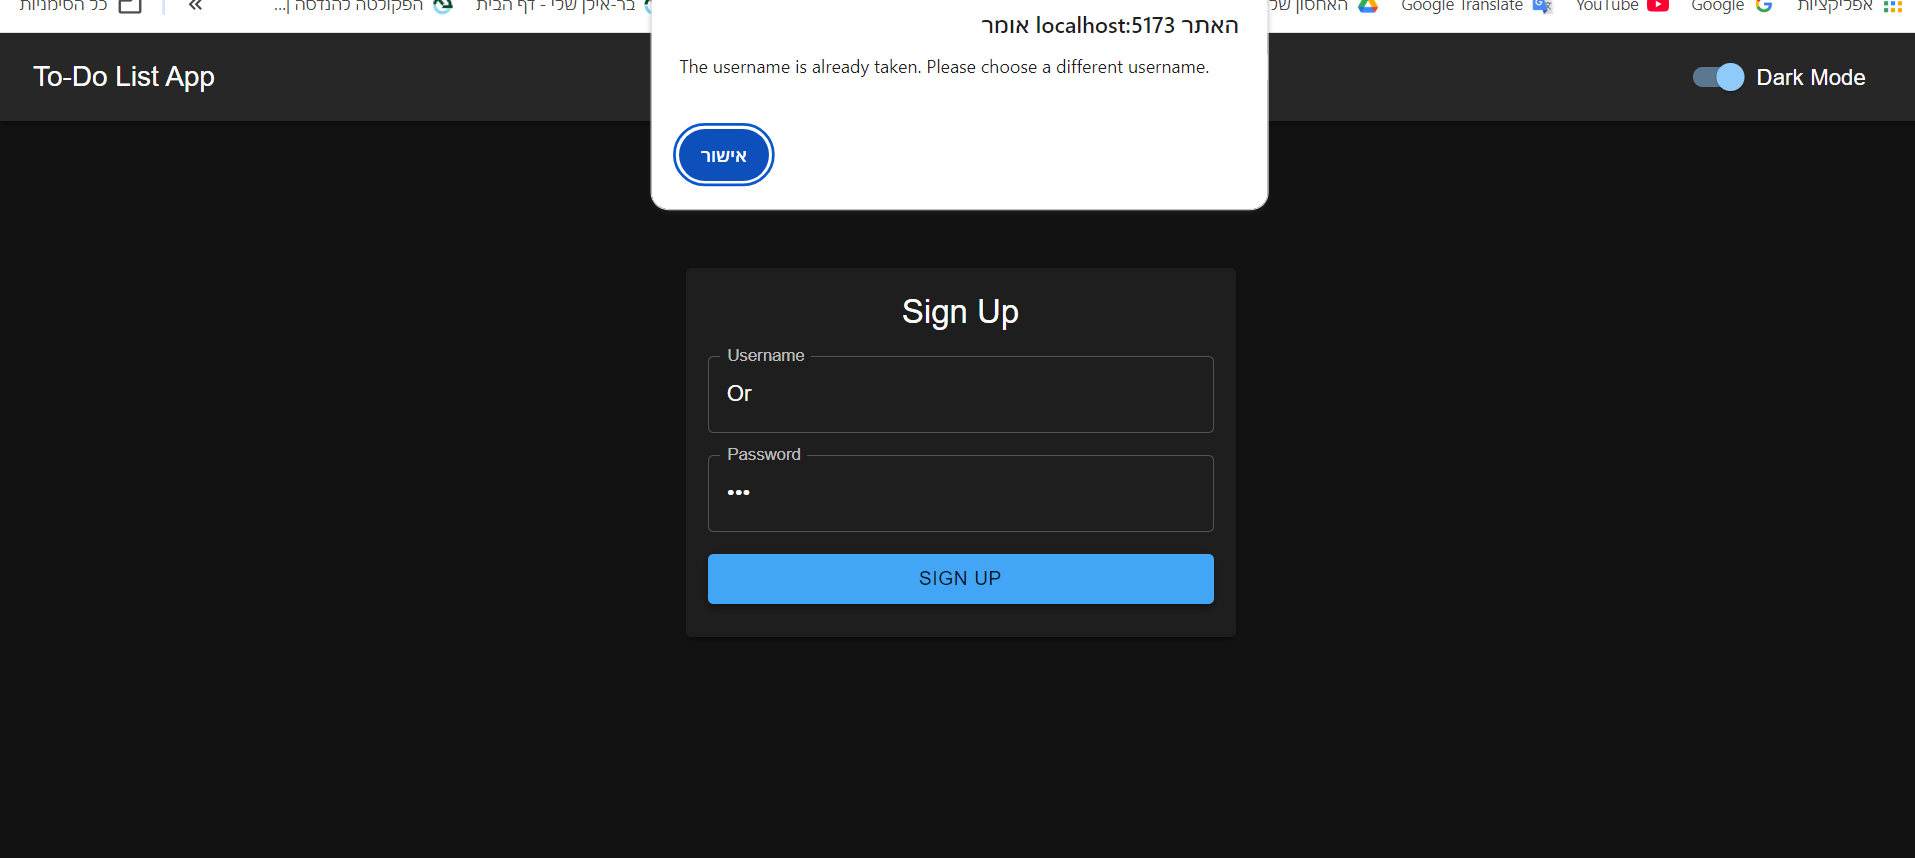 כל הסימניות
»
הפקולטה להנדסה |...
בר-אילן שלי - דף הבית
האחסון של
Google Translate
YouTube
Google
אפליקציות
האתר localhost:5173 אומר
The username is already taken. Please choose a different username.
אישור
To-Do List App
Dark Mode
Sign Up
Username
Or
Password
•••
SIGN UP